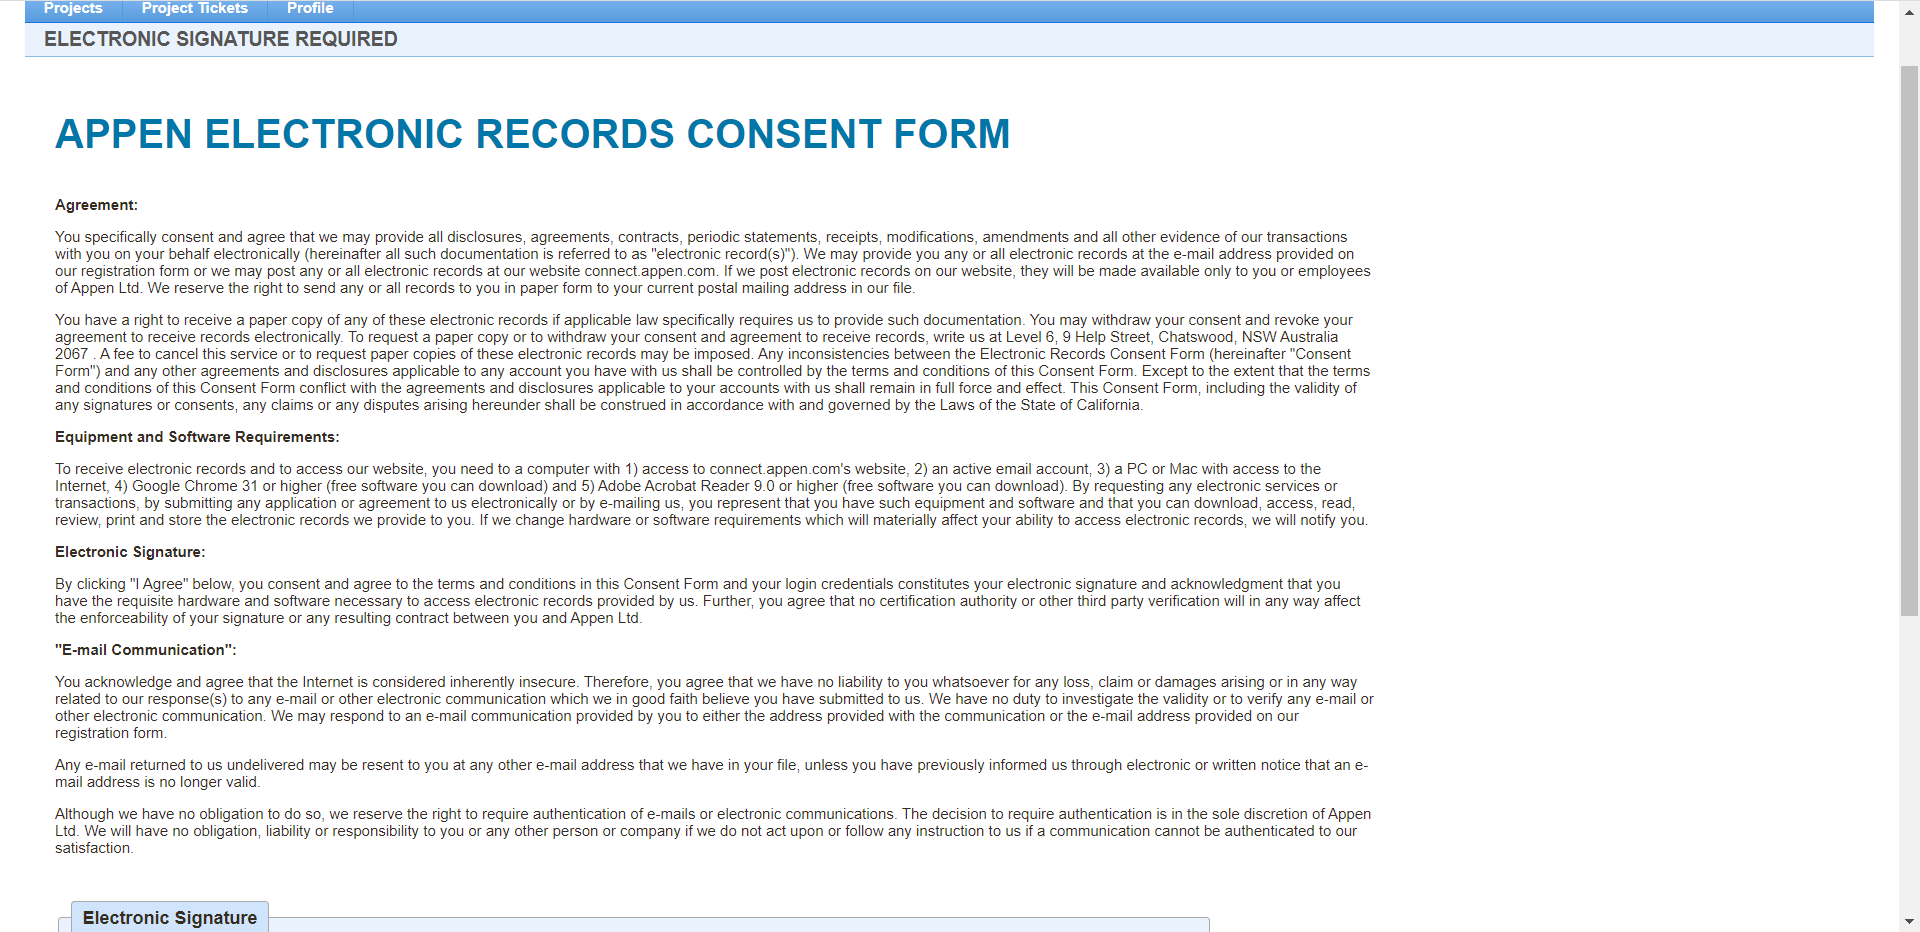 Projects Project Tickets Profile
ELECTRONIC SIGNATURE REQUIRED
APPEN ELECTRONIC RECORDS CONSENT FORM
Agreement:
You specifically consent and agree that we may provide all disclosures, agreements, contracts, periodic statements, receipts, modifications, amendments and all other evidence of our transactions
with you on your behalf electronically (hereinafter all such documentation is referred to as "electronic record(s)"). We may provide you any or all electronic records at the e-mail address provided on
our registration form or we may post any or all electronic records at our website connect.appen.com. If we post electronic records on our website, they will be made available only to you or employees
of Appen Ltd. We reserve the right to send any or all records to you in paper form to your current postal mailing address in our file.
You have a right to receive a paper copy of any of these electronic records if applicable law specifically requires us to provide such documentation. You may withdraw your consent and revoke your
agreement to receive records electronically. To request a paper copy or to withdraw your consent and agreement to receive records, write us at Level 6, 9 Help Street, Chatswood, NSW Australia
2067 . A fee to cancel this service or to request paper copies of these electronic records may be imposed. Any inconsistencies between the Electronic Records Consent Form (hereinafter "Consent
Form") and any other agreements and disclosures applicable to any account you have with us shall be controlled by the terms and conditions of this Consent Form. Except to the extent that the terms
and conditions of this Consent Form conflict with the agreements and disclosures applicable to your accounts with us shall remain in full force and effect. This Consent Form, including the validity of
any signatures or consents, any claims or any disputes arising hereunder shall be construed in accordance with and governed by the Laws of the State of California.
Equipment and Software Requirements:
To receive electronic records and to access our website, you need to a computer with 1) access to connect.appen.com's website, 2) an active email account, 3) a PC or Mac with access to the
Internet, 4) Google Chrome 31 or higher (free software you can download) and 5) Adobe Acrobat Reader 9.0 or higher (free software you can download). By requesting any electronic services or
transactions, by submitting any application or agreement to us electronically or by e-mailing us, you represent that you have such equipment and software and that you can download, access, read,
review, print and store the electronic records we provide to you. If we change hardware or software requirements which will materially affect your ability to access electronic records, we will notify you.
Electronic Signature:
By clicking "I Agree" below, you consent and agree to the terms and conditions in this Consent Form and your login credentials constitutes your electronic signature and acknowledgment that you
have the requisite hardware and software necessary to access electronic records provided by us. Further, you agree that no certification authority or other third party verification will in any way affect
the enforceability of your signature or any resulting contract between you and Appen Ltd.
"E-mail Communication":
You acknowledge and agree that the Internet is considered inherently insecure. Therefore, you agree that we have no liability to you whatsoever for any loss, claim or damages arising or in any way
related to our response(s) to any e-mail or other electronic communication which we in good faith believe you have submitted to us. We have no duty to investigate the validity or to verify any e-mail or
other electronic communication. We may respond to an e-mail communication provided by you to either the address provided with the communication or the e-mail address provided on our
registration form.
Any e-mail returned to us undelivered may be resent to you at any other e-mail address that we have in your file, unless you have previously informed us through electronic or written notice that an e-
mail address is no longer valid.
Although we have no obligation to do so, we reserve the right to require authentication of e-mails or electronic communications. The decision to require authentication is in the sole discretion of Appen
Ltd. We will have no obligation, liability or responsibility to you or any other person or company if we do not act upon or follow any instruction to us if a communication cannot be authenticated to our
satisfaction.
Electronic Signature